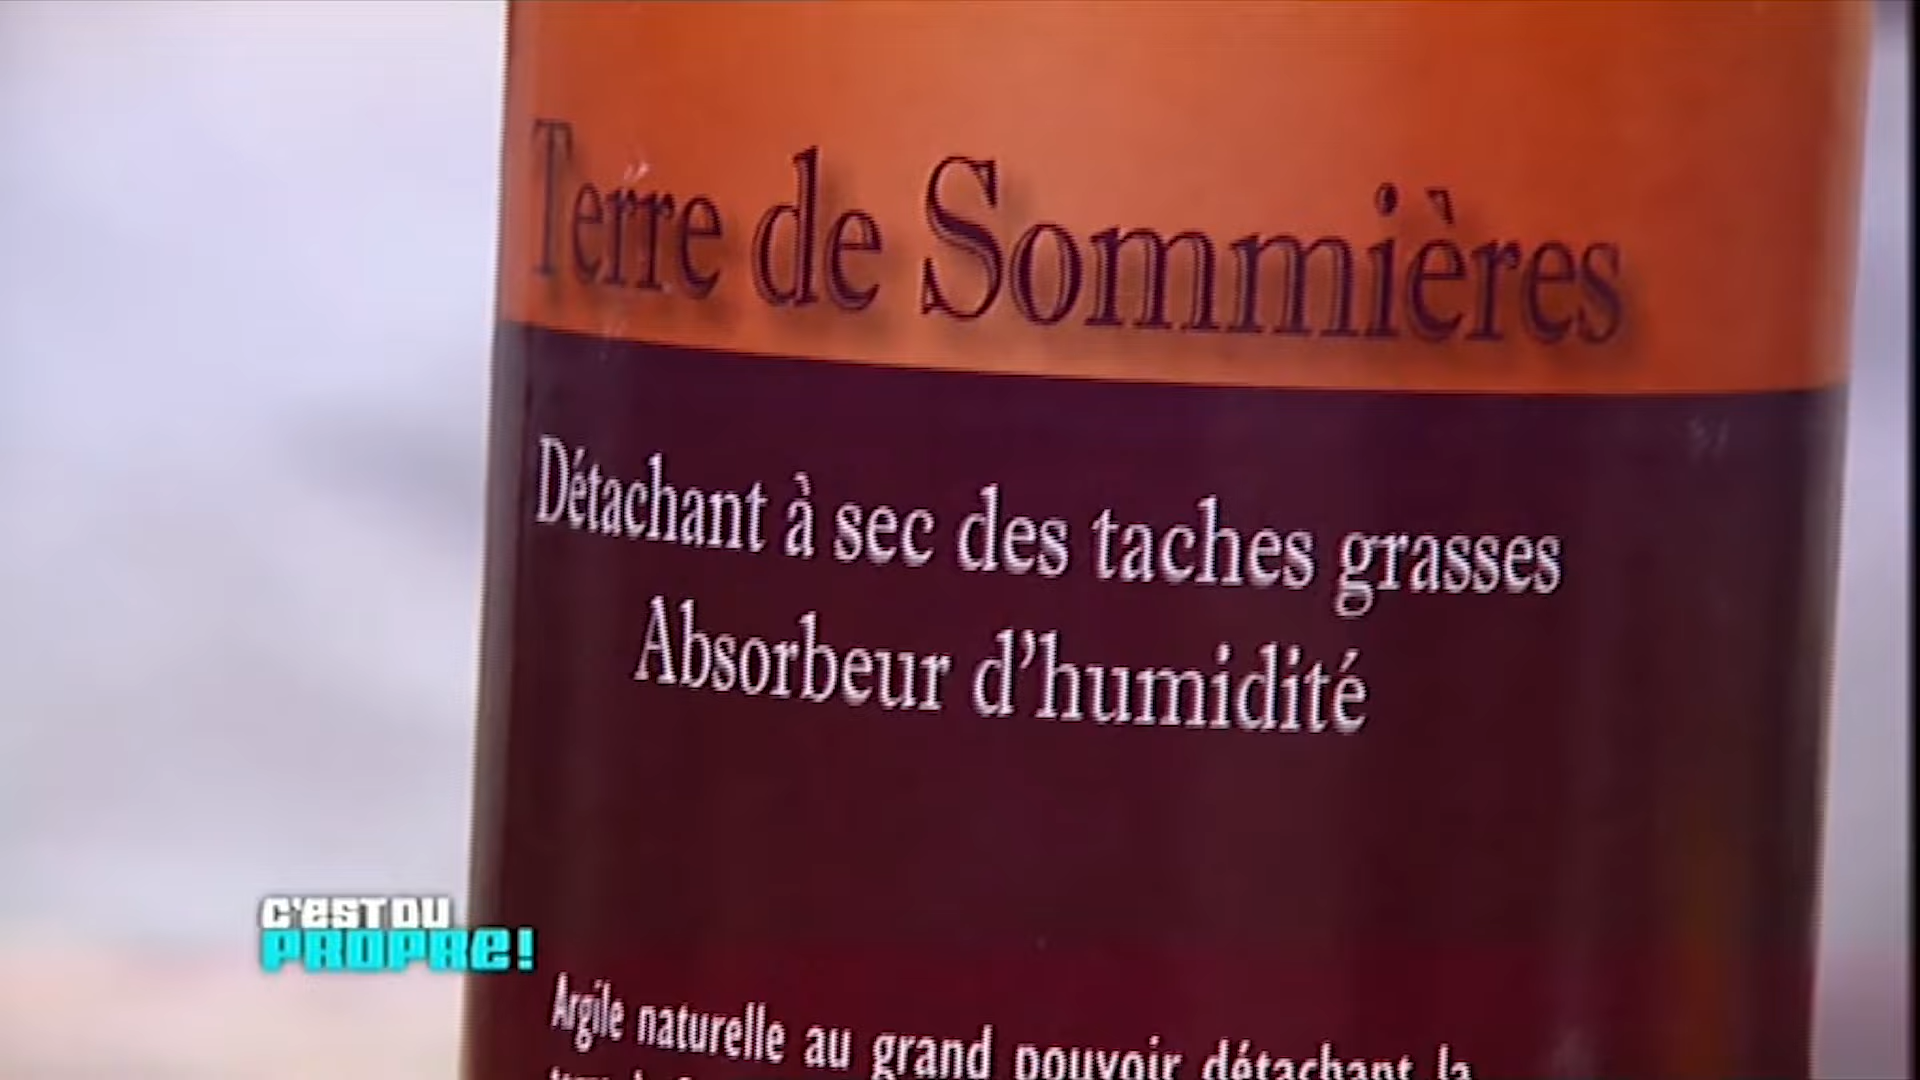 Terre de Sommières
Détachant à sec des taches grasses
Absorbeur d'humidité
C'EST DU
PROPRE!
Argile naturelle au grand pouvoir détachant la